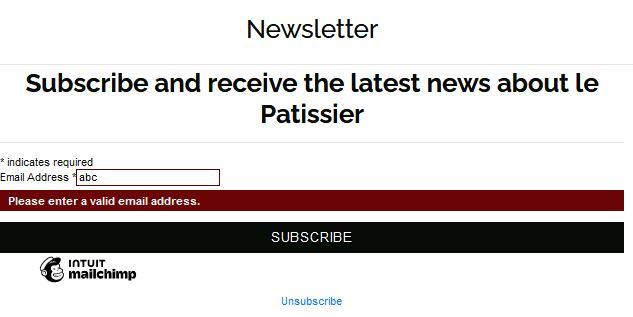 Newsletter
Subscribe and receive the latest news about le
Patissier
* indicates required
Email Address * abc
Please enter a valid email address.
SUBSCRIBE
INTUIT
mailchimp
Unsubscribe